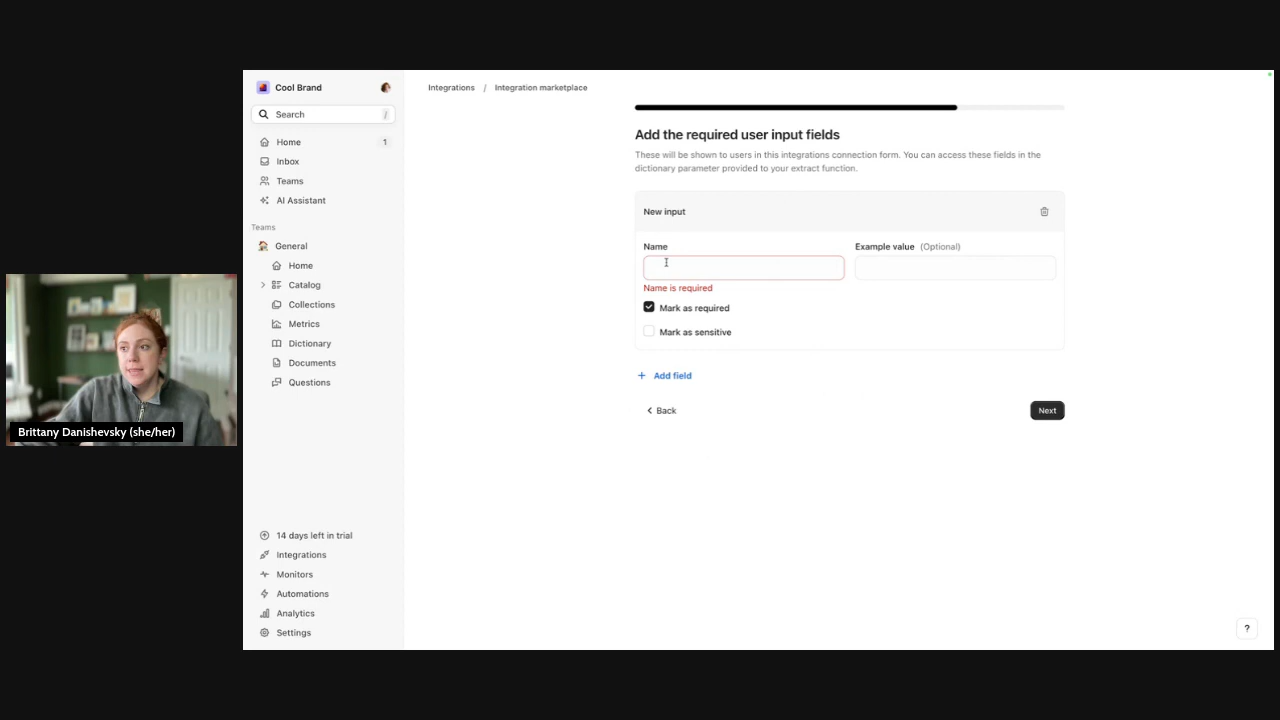 Cool Brand
Search
/
Home
1
Inbox
Teams
AI Assistant
Teams
General
Home
Catalog
Collections
Metrics
Dictionary
Documents
Questions
14 days left in trial
Integrations
Monitors
Automations
Analytics
Settings
Integrations / Integration marketplace
Add the required user input fields
These will be shown to users in this integrations connection form. You can access these fields in the
dictionary parameter provided to your extract function.
New input
Name
Example value (Optional)
Name is required
Mark as required
Mark as sensitive
+ Add field
Back
Next
?
Brittany Danishevsky (she/her)